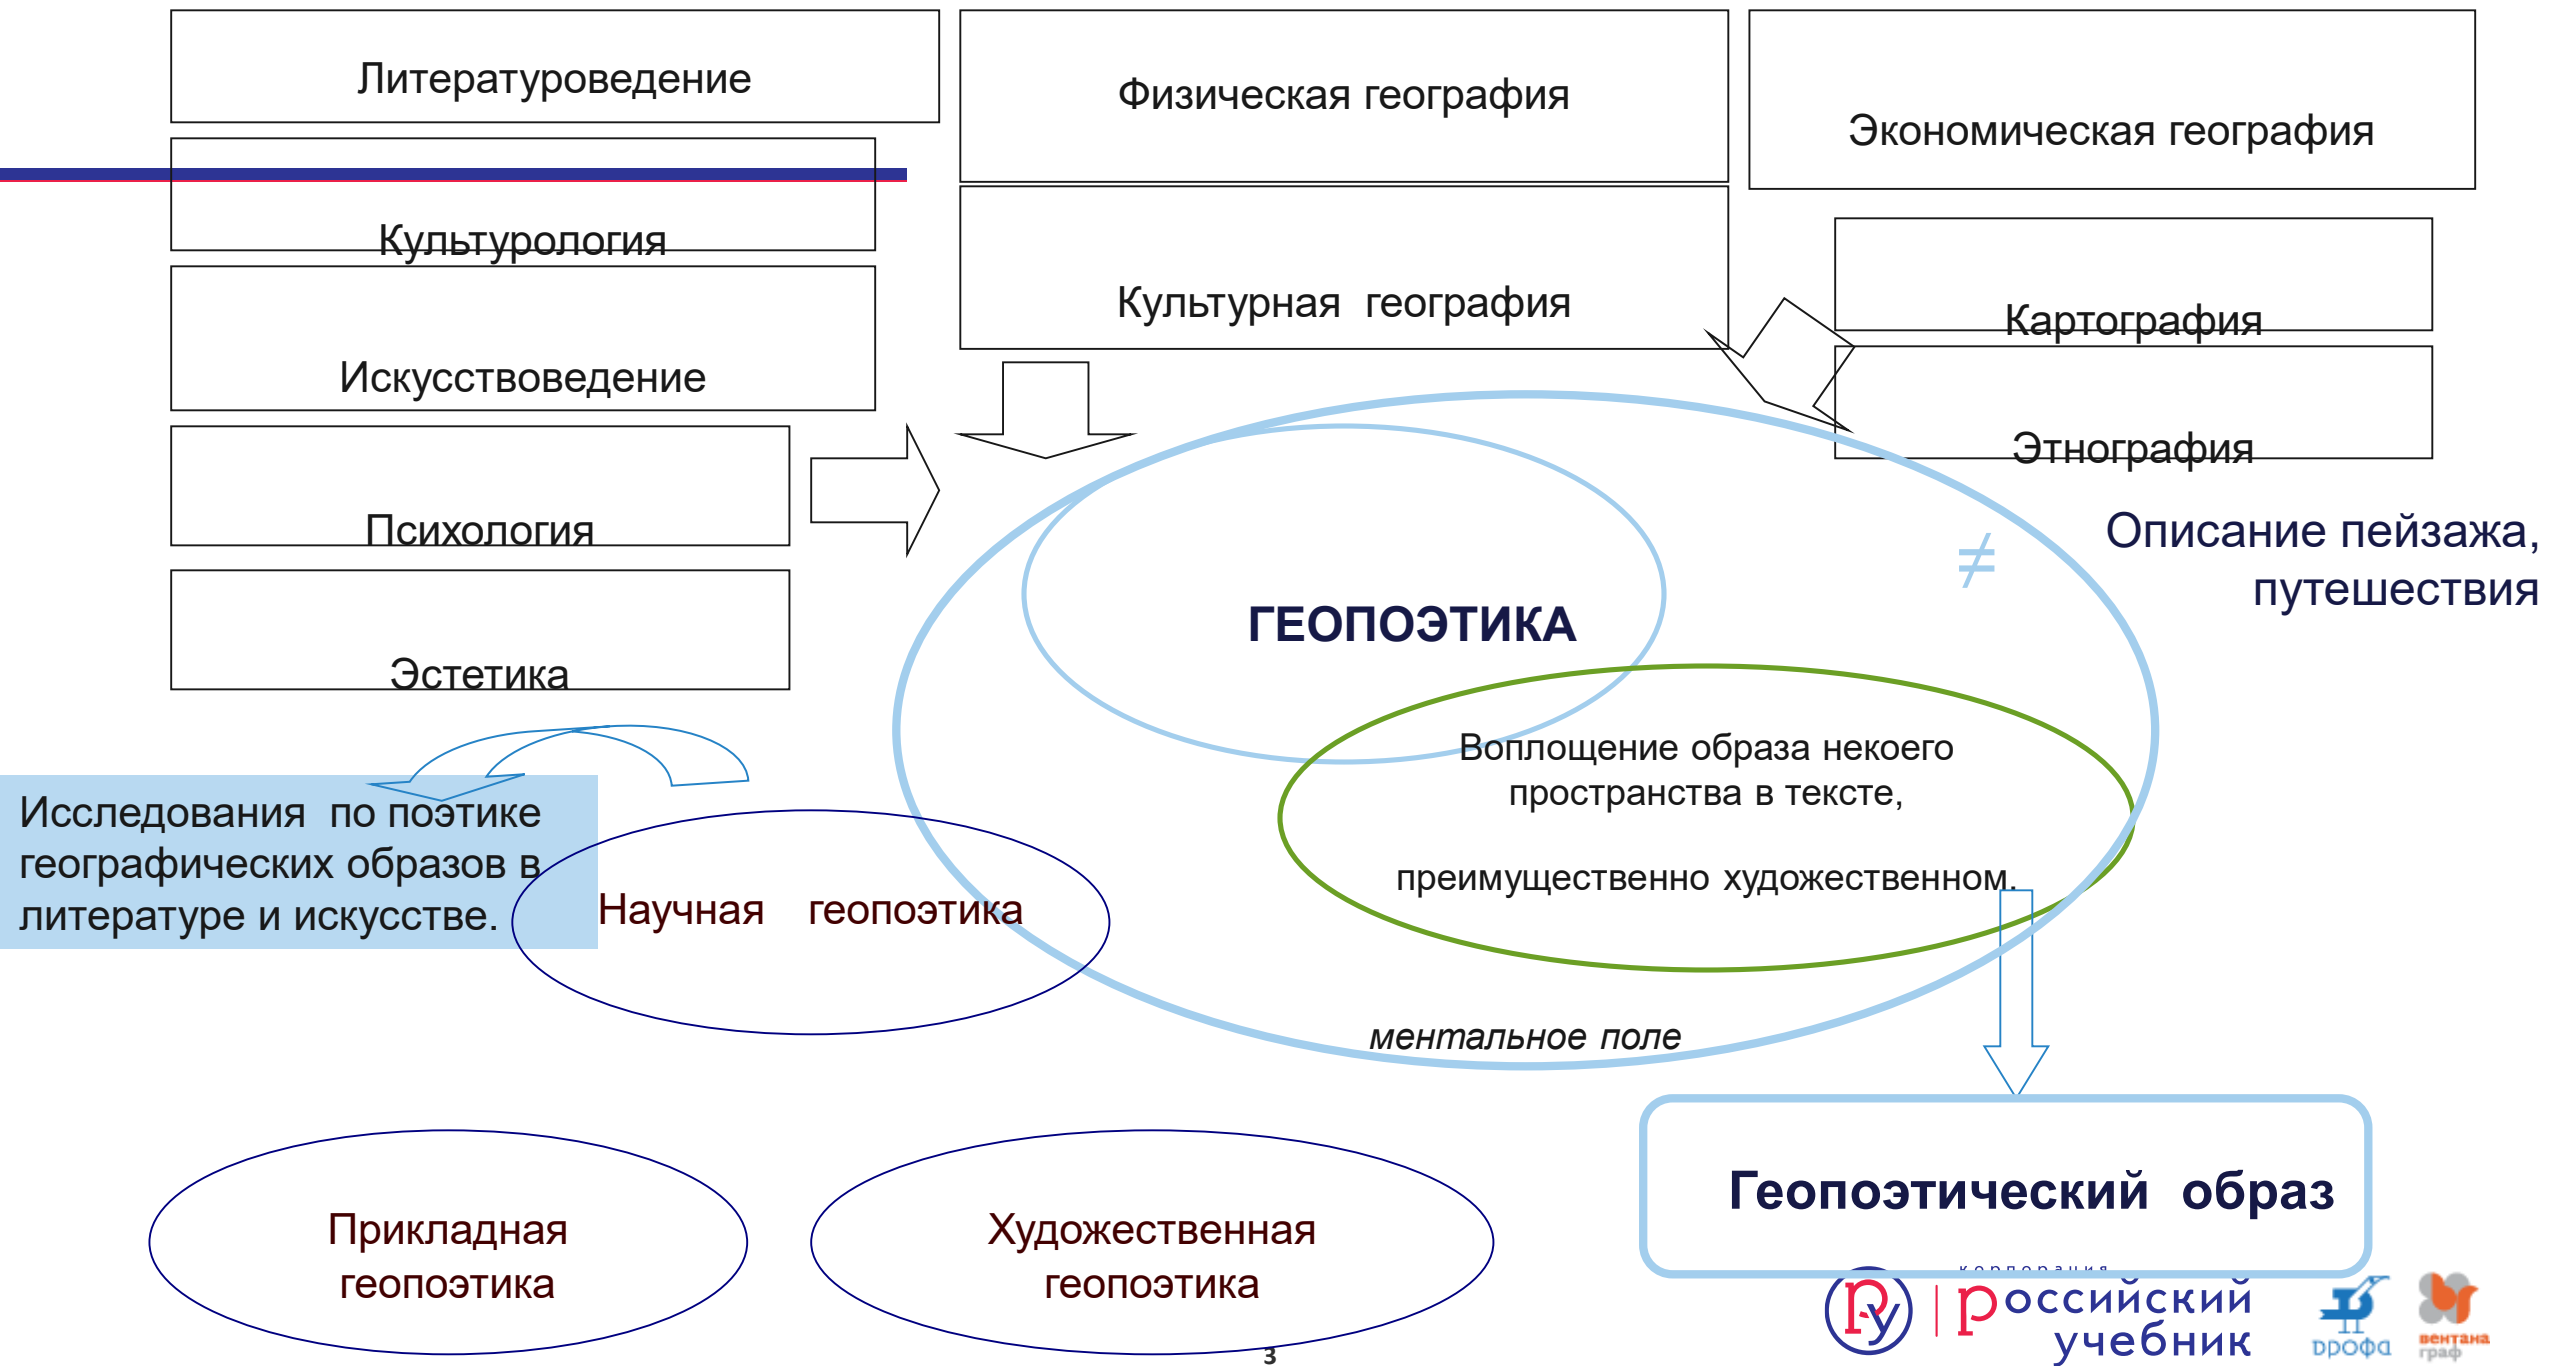 Литературоведение
Физическая география
Экономическая география
Культурология
Культурная география
Картография
Искусствоведение
Этнография
Психология
Описание пейзажа,
путешествия
≠
ГЕОПОЭТИКА
Эстетика
Воплощение образа некоего
пространства в тексте,
преимущественно художественном.
Исследования по поэтике
географических образов в
литературе и искусстве.
Научная геопоэтика
ментальное поле
Геопоэтический образ
Прикладная
геопоэтика
Художественная
геопоэтика
корпорация
российский
учебник
дрофа
вентана
граф
3